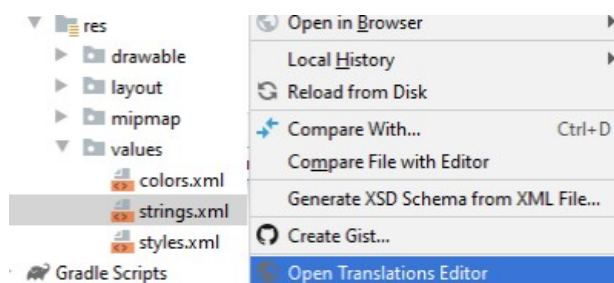 res
drawable
layout
mipmap
values
colors.xml
strings.xml
styles.xml
Gradle Scripts
Open in Browser
Local History
Reload from Disk
Compare With... Ctrl+D
Compare File with Editor
Generate XSD Schema from XML File...
Create Gist...
Open Translations Editor